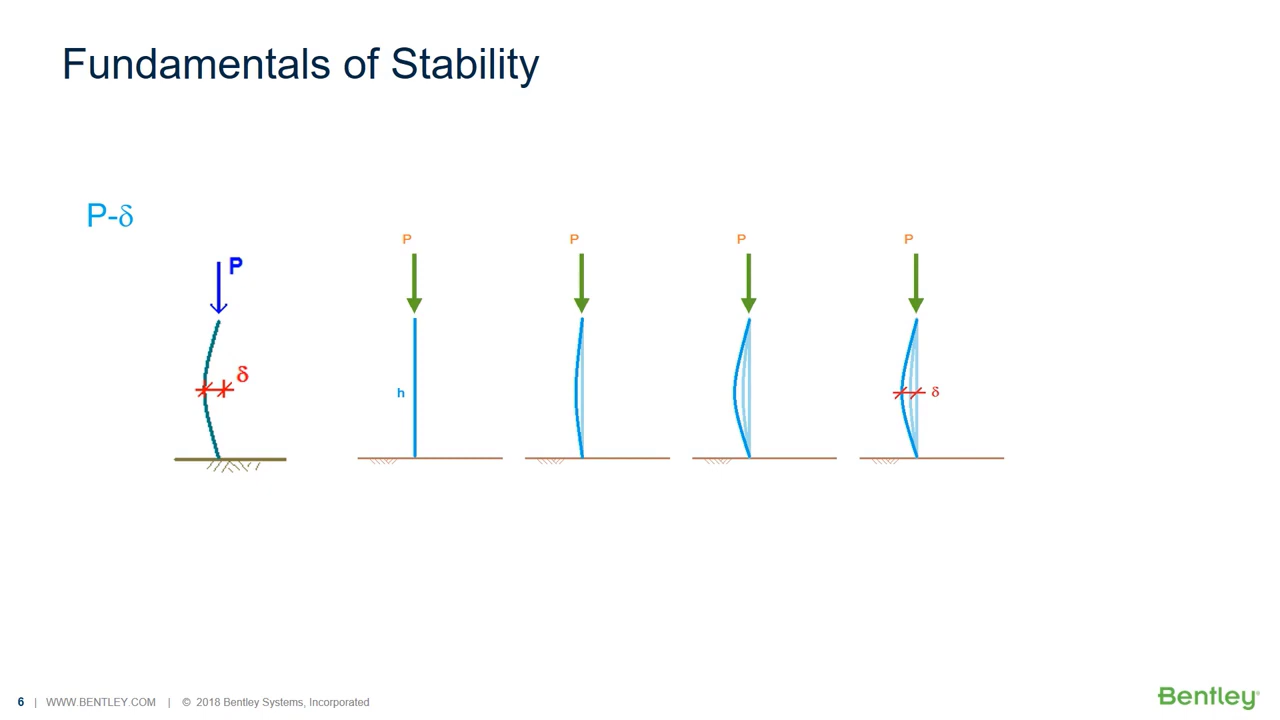 Fundamentals of Stability
P-δ
P
δ
P
h
P
P
P
δ
6 | WWW.BENTLEY.COM | © 2018 Bentley Systems, Incorporated
Bentley®